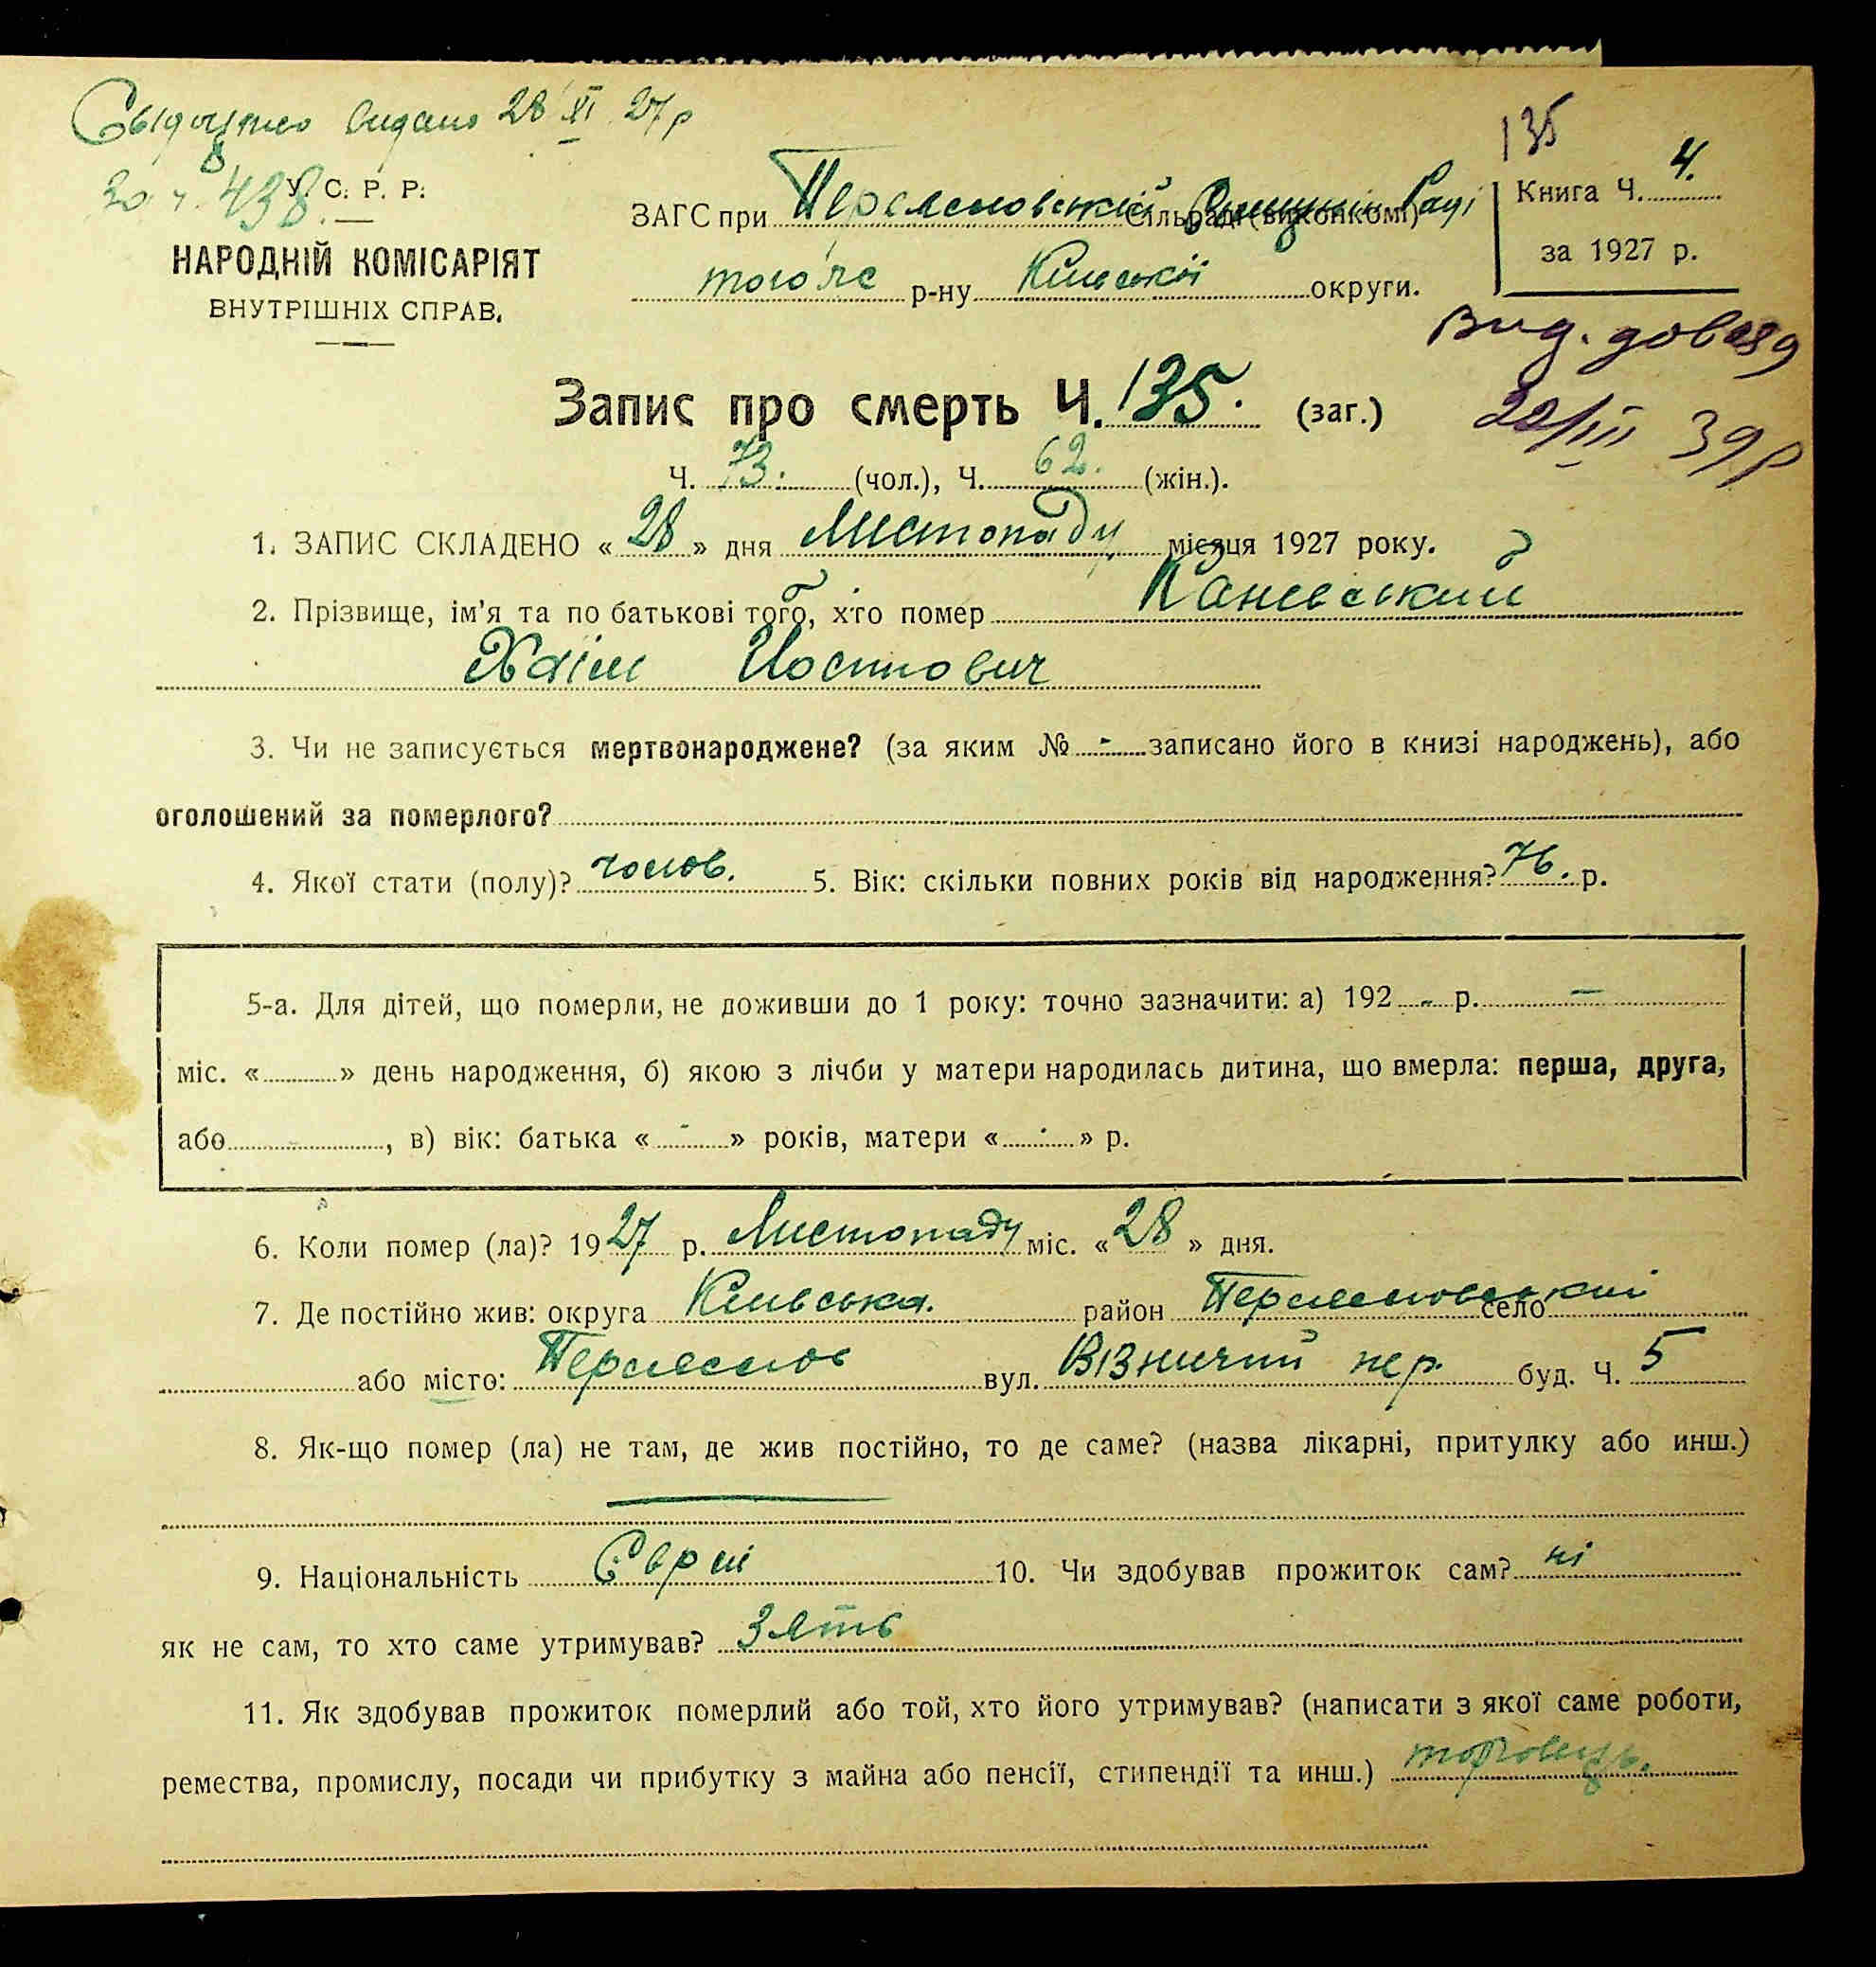 Свідоцтво видано 28 XI 27 р
за ч. 438.
135
У. С. Р. Р.
НАРОДНІЙ КОМІСАРІЯТ
ВНУТРІШНІХ СПРАВ.
ЗАГС при Сільраді (виконкомі) Раді
того ж р-ну Київської округи.
Книга Ч. 4.
за 1927 р.
Вид. довод
22/III 39 р
Запис про смерть Ч. 135. (заг.)
Ч. 73. (чол.), Ч. 62. (жін.).
1. ЗАПИС СКЛАДЕНО « 28 » дня Листопаду місяця 1927 року.
2. Прізвище, ім'я та по батькові того, хто помер Каневський
Хаім
3. Чи не записується мертвонароджене? (за яким № - записано його в книзі народжень), або
оголошений за померлого?
4. Якої стати (полу)? чолов. 5. Вік: скільки повних років від народження? 76. р.
5-а. Для дітей, що померли, не доживши до 1 року: точно зазначити: а) 192 - р. —
міс. « » день народження, б) якою з лічби у матери народилась дитина, що вмерла: перша, друга,
або , в) вік: батька « - » років, матери « - » р.
6. Коли помер (ла)? 1927 р. Листопаду міс. « 28 » дня.
7. Де постійно жив: округа Київська. район село
або місто: вул. Візничий пер. буд. Ч. 5
8. Як-що помер (ла) не там, де жив постійно, то де саме? (назва лікарні, притулку або инш.)
9. Національність Єврей 10. Чи здобував прожиток сам? ні
як не сам, то хто саме утримував? Зять
11. Як здобував прожиток померлий або той, хто його утримував? (написати з якої саме роботи,
ремества, промислу, посади чи прибутку з майна або пенсії, стипендії та инш.) торговець.